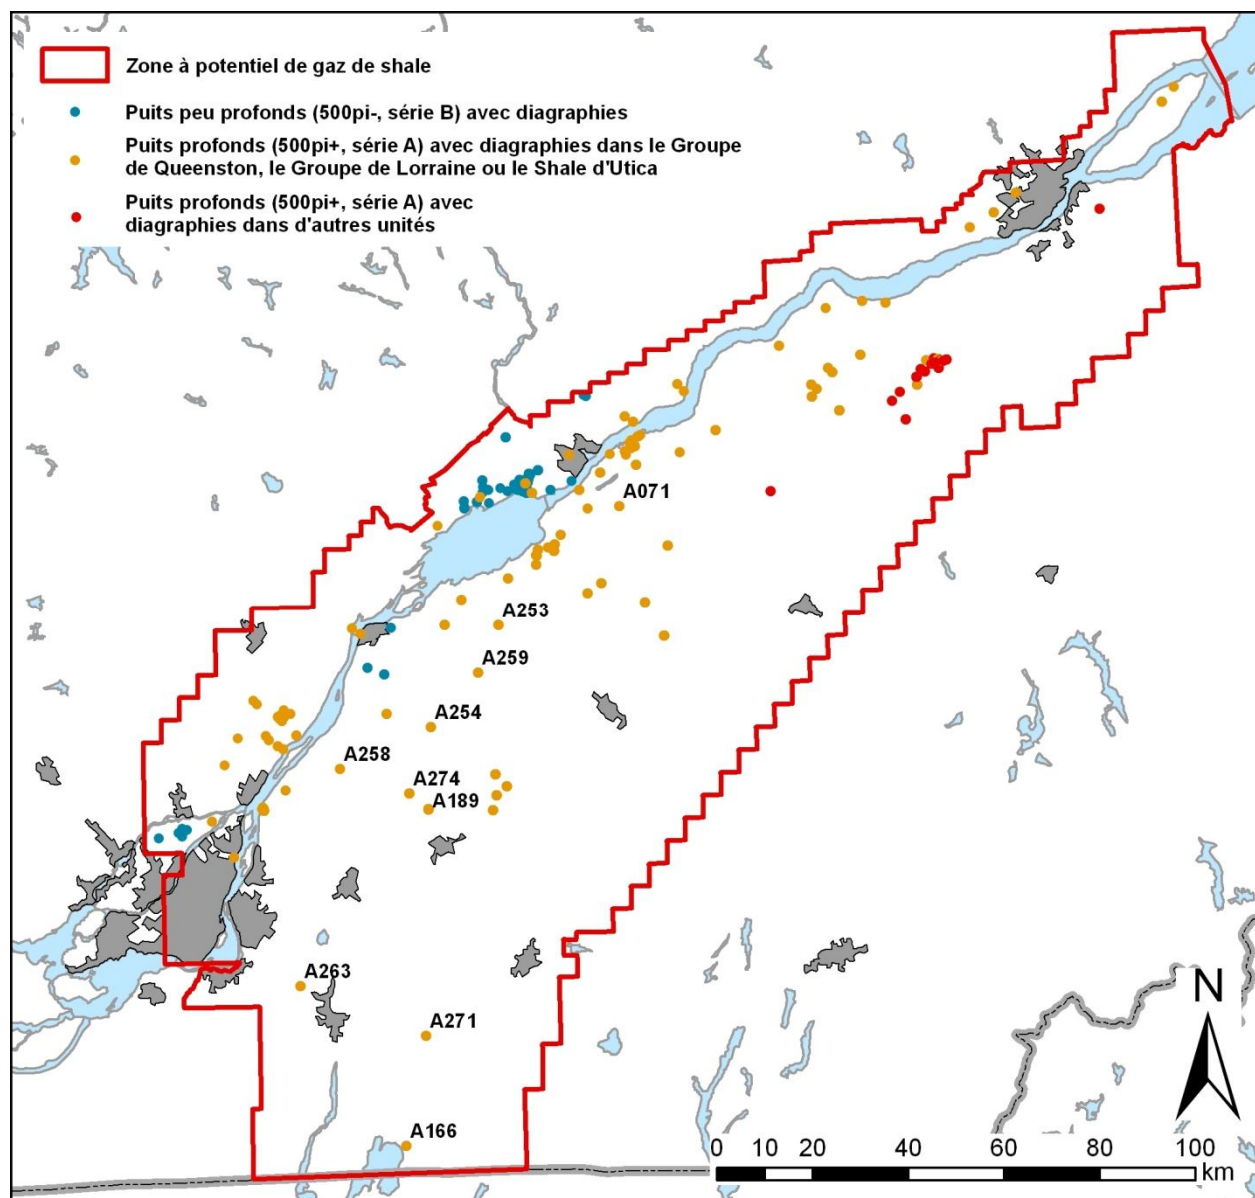 Zone à potentiel de gaz de shale
Puits peu profonds (500pi-, série B) avec diagraphies
Puits profonds (500pi+, série A) avec diagraphies dans le Groupe
de Queenston, le Groupe de Lorraine ou le Shale d'Utica
Puits profonds (500pi+, série A) avec
diagraphies dans d'autres unités
A071
A253
A259
A254
A258
A274
A189
A263
A271
A166
N
0 10 20 40 60 80 100
km